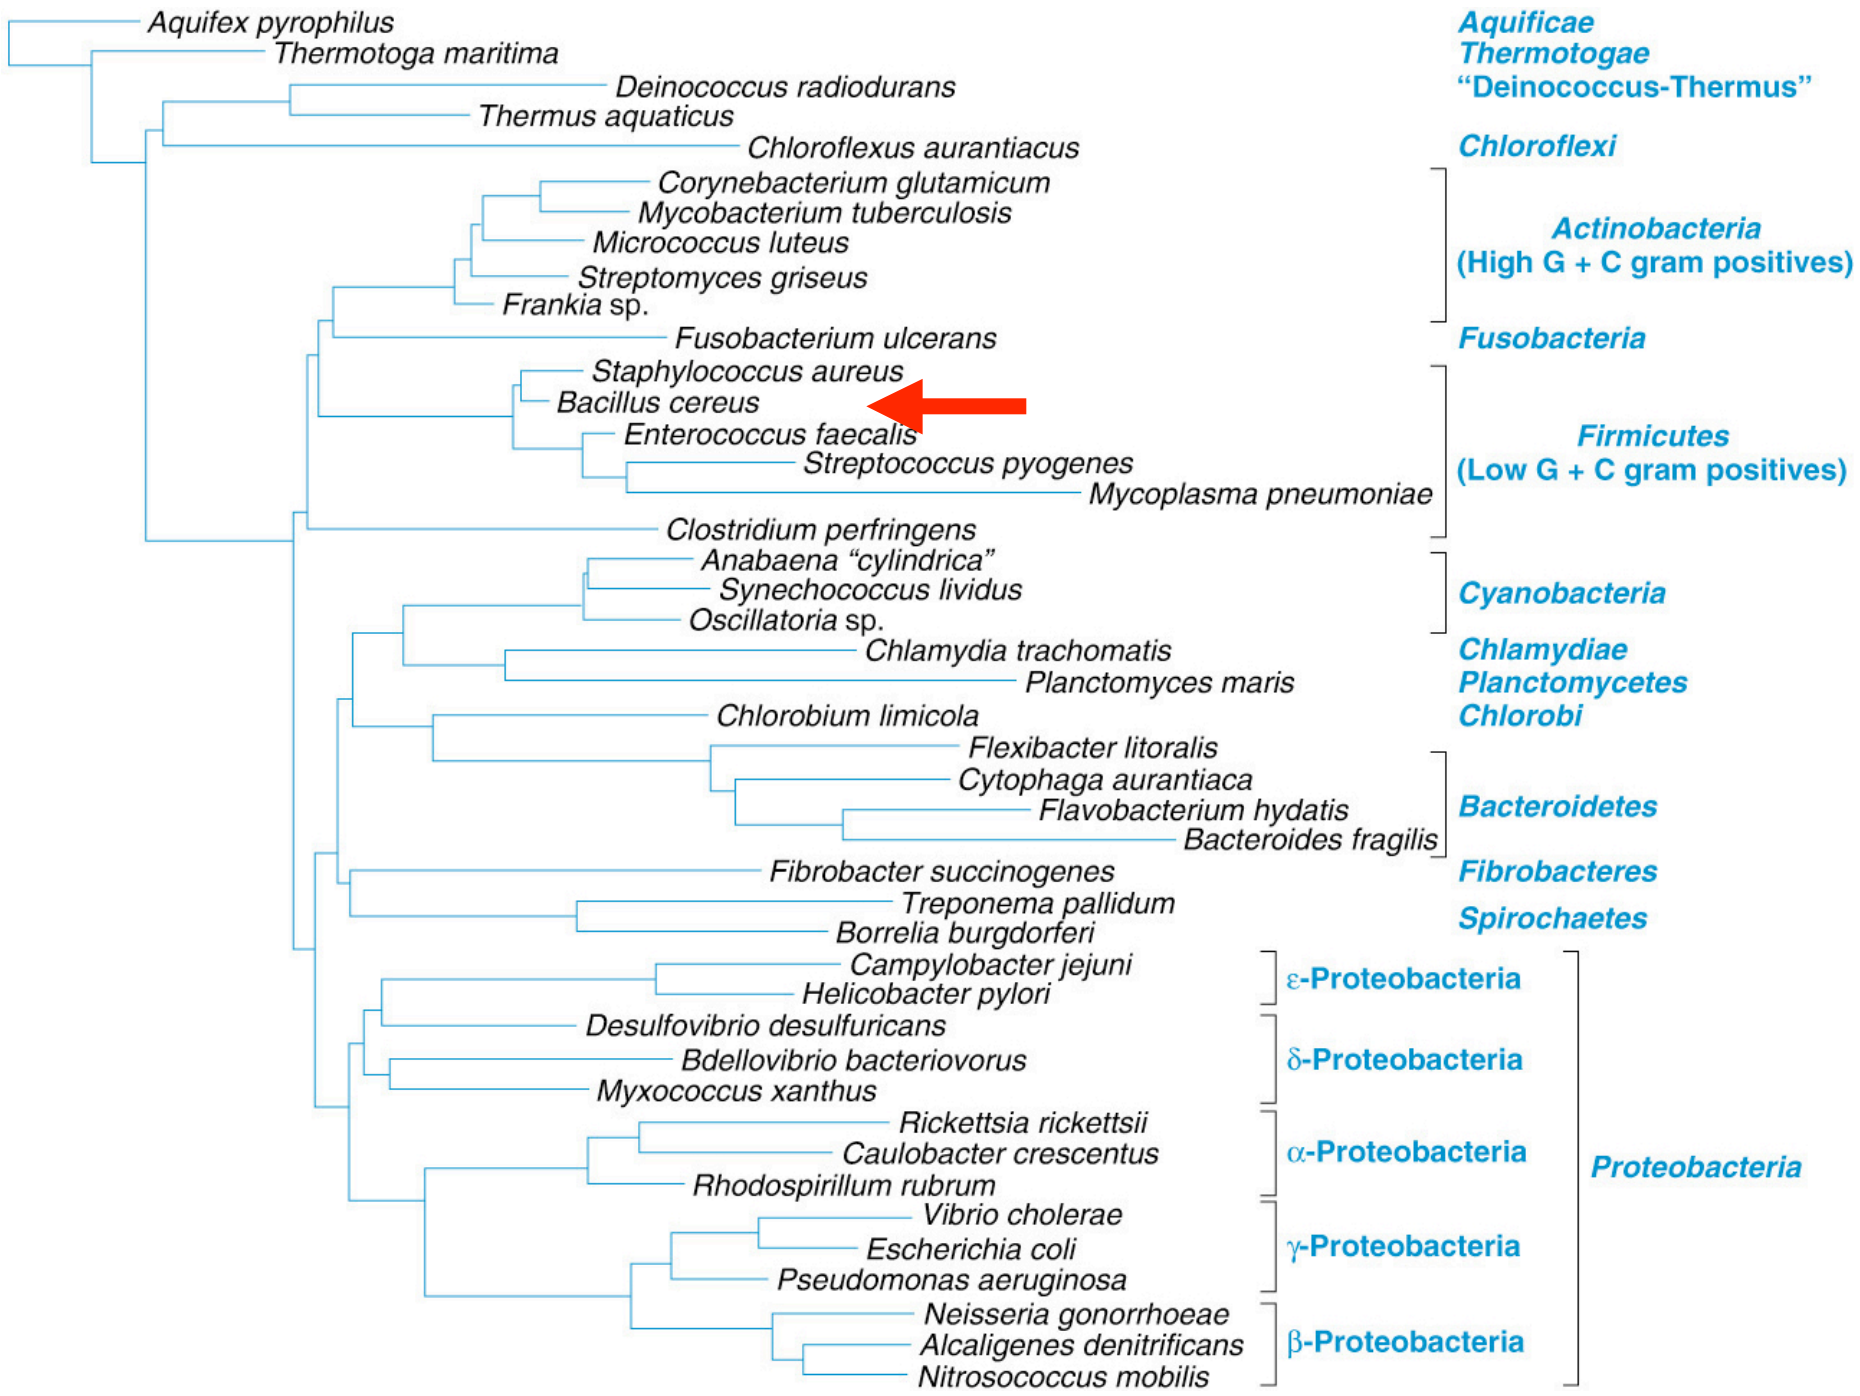 Aquifex pyrophilus Aquificae
Thermotoga maritima Thermotogae
Deinococcus radiodurans “Deinococcus-Thermus”
Thermus aquaticus
Chloroflexus aurantiacus Chloroflexi
Corynebacterium glutamicum
Mycobacterium tuberculosis
Micrococcus luteus
Streptomyces griseus
Frankia sp.
Actinobacteria
(High G + C gram positives)
Fusobacterium ulcerans Fusobacteria
Staphylococcus aureus
Bacillus cereus
Enterococcus faecalis
Streptococcus pyogenes
Mycoplasma pneumoniae
Clostridium perfringens
Firmicutes
(Low G + C gram positives)
Anabaena “cylindrica”
Synechococcus lividus
Oscillatoria sp.
Cyanobacteria
Chlamydia trachomatis Chlamydiae
Planctomyces maris Planctomycetes
Chlorobium limicola Chlorobi
Flexibacter litoralis
Cytophaga aurantiaca
Flavobacterium hydatis
Bacteroides fragilis
Bacteroidetes
Fibrobacter succinogenes Fibrobacteres
Treponema pallidum
Borrelia burgdorferi
Spirochaetes
Campylobacter jejuni
Helicobacter pylori
ε-Proteobacteria
Desulfovibrio desulfuricans
Bdellovibrio bacteriovorus
Myxococcus xanthus
δ-Proteobacteria
Rickettsia rickettsii
Caulobacter crescentus
Rhodospirillum rubrum
α-Proteobacteria
Vibrio cholerae
Escherichia coli
Pseudomonas aeruginosa
γ-Proteobacteria
Neisseria gonorrhoeae
Alcaligenes denitrificans
Nitrosococcus mobilis
β-Proteobacteria
Proteobacteria